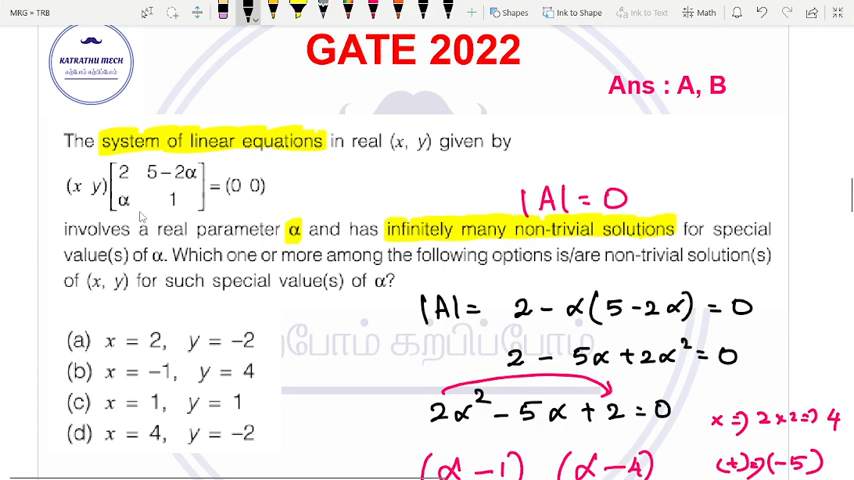 MRG » TRB
Shapes
Ink to Shape
Ink to Text
Math
KATRATHU MECH
கற்போம் கற்பிப்போம்
GATE 2022
Ans : A, B
The system of linear equations in real (x, y) given by
(x y)[2 5 – 2α
α 1] = (0 0)
|A| = 0
involves a real parameter α and has infinitely many non-trivial solutions for special
value(s) of α. Which one or more among the following options is/are non-trivial solution(s)
of (x, y) for such special value(s) of α?
|A| = 2 - α(5-2α) = 0
(a) x = 2, y = –2
2 - 5α + 2α² = 0
(b) x = –1, y = 4
(c) x = 1, y = 1
2α² - 5α + 2 = 0
(d) x = 4, y = –2
x => 2x2 => 4
(α - 1) (α - 4)
(+) => (-5)